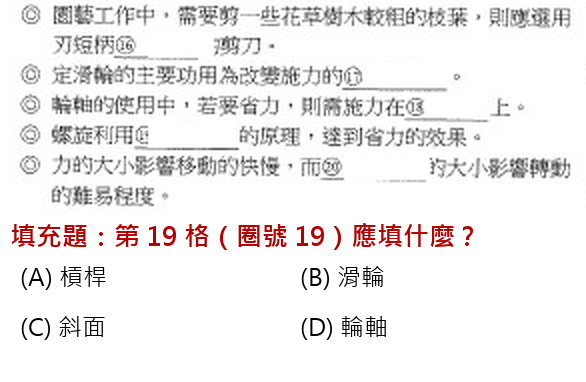 ◎ 園藝工作中，需要剪一些花草樹木較粗的枝葉，則應選用
刃短柄⑯ 剪刀。
◎ 定滑輪的主要功用為改變施力的⑰ 。
◎ 輪軸的使用中，若要省力，則需施力在⑱ 上。
◎ 螺旋利用 的原理，達到省力的效果。
◎ 力的大小影響移動的快慢，而⑳ 的大小影響轉動
的難易程度。
填充題：第 19 格（圈號 19）應填什麼？
(A) 槓桿 (B) 滑輪
(C) 斜面 (D) 輪軸